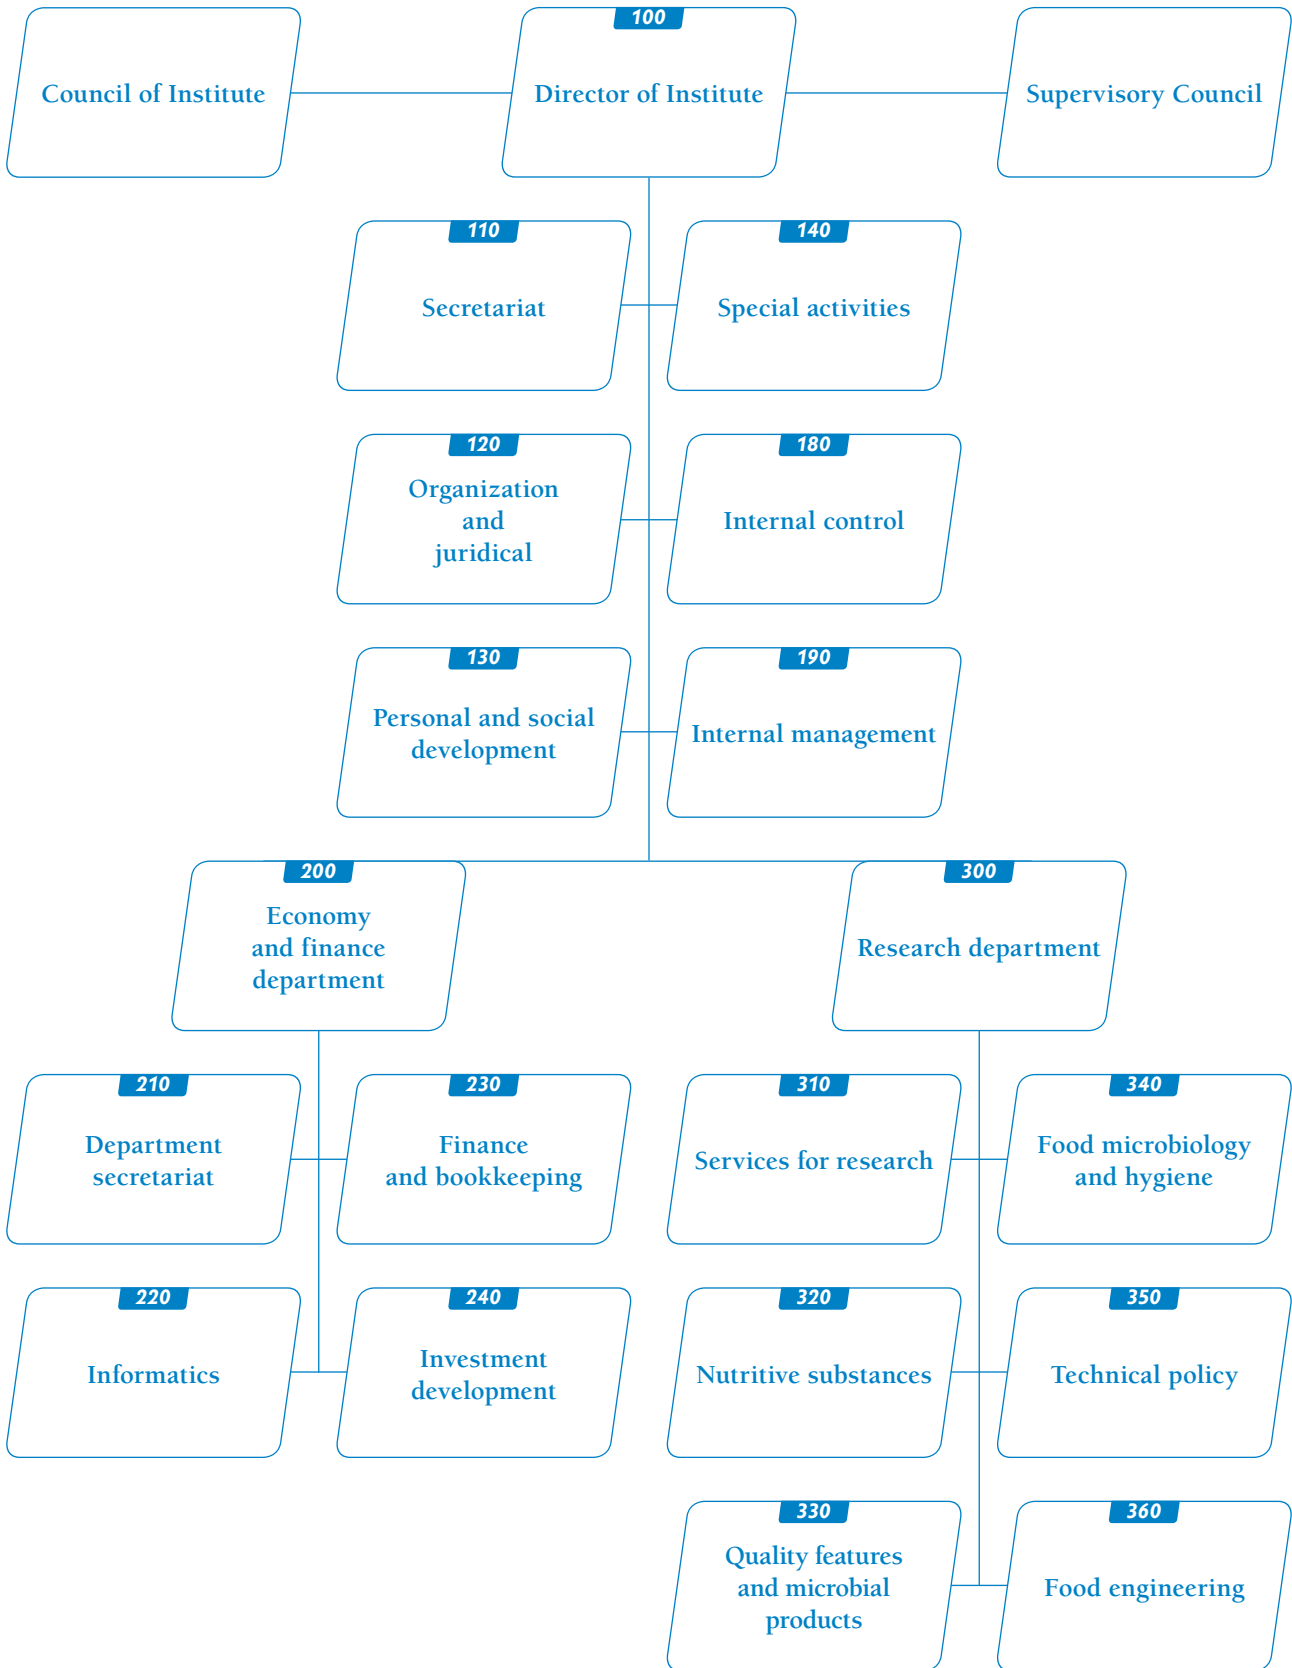 100
Council of Institute
Director of Institute
Supervisory Council
110
Secretariat
140
Special activities
120
Organization
and
juridical
180
Internal control
130
Personal and social
development
190
Internal management
200
Economy
and finance
department
300
Research department
210
Department
secretariat
230
Finance
and bookkeeping
310
Services for research
340
Food microbiology
and hygiene
220
Informatics
240
Investment
development
320
Nutritive substances
350
Technical policy
330
Quality features
and microbial
products
360
Food engineering